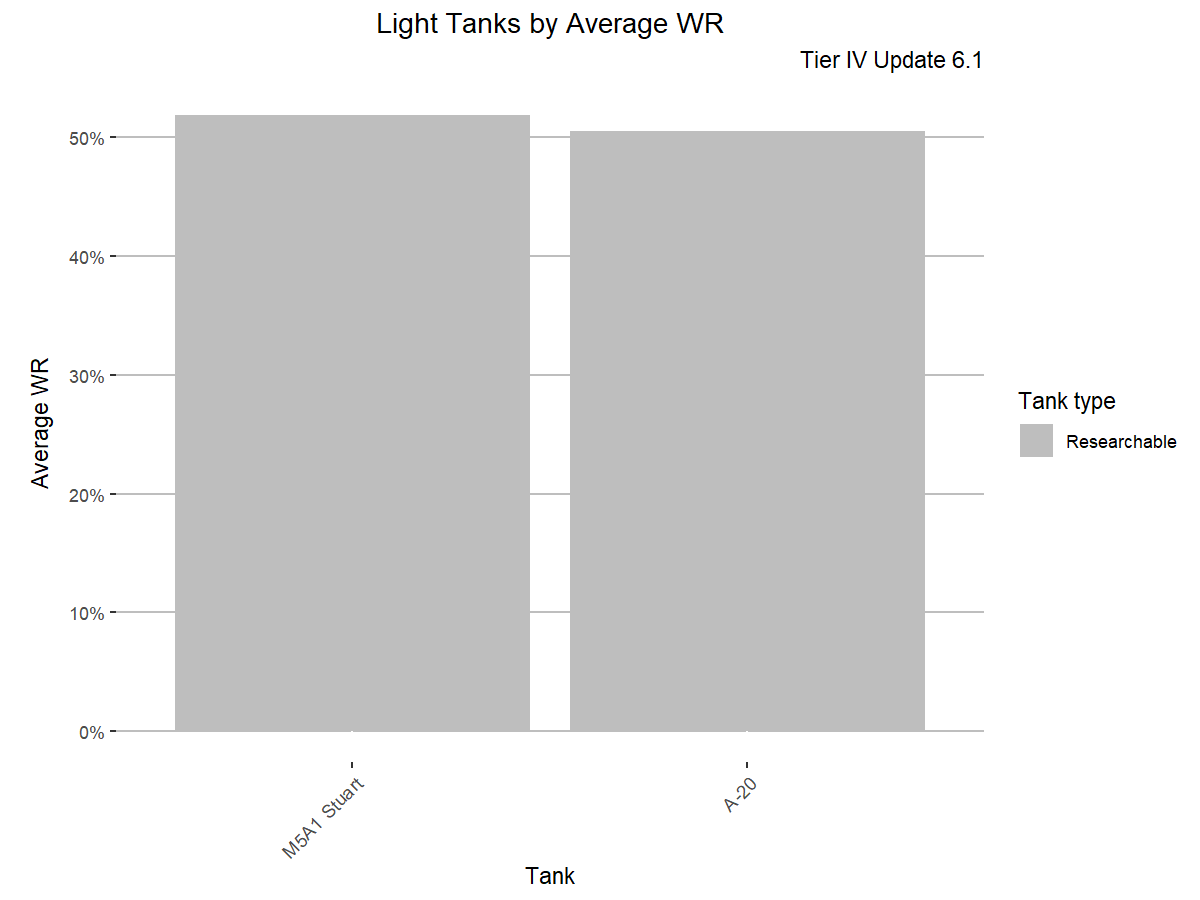 Light Tanks by Average WR
Tier IV Update 6.1
Average WR
50%
40%
30%
20%
10%
0%
M5A1 Stuart
A-20
Tank
Tank type
Researchable